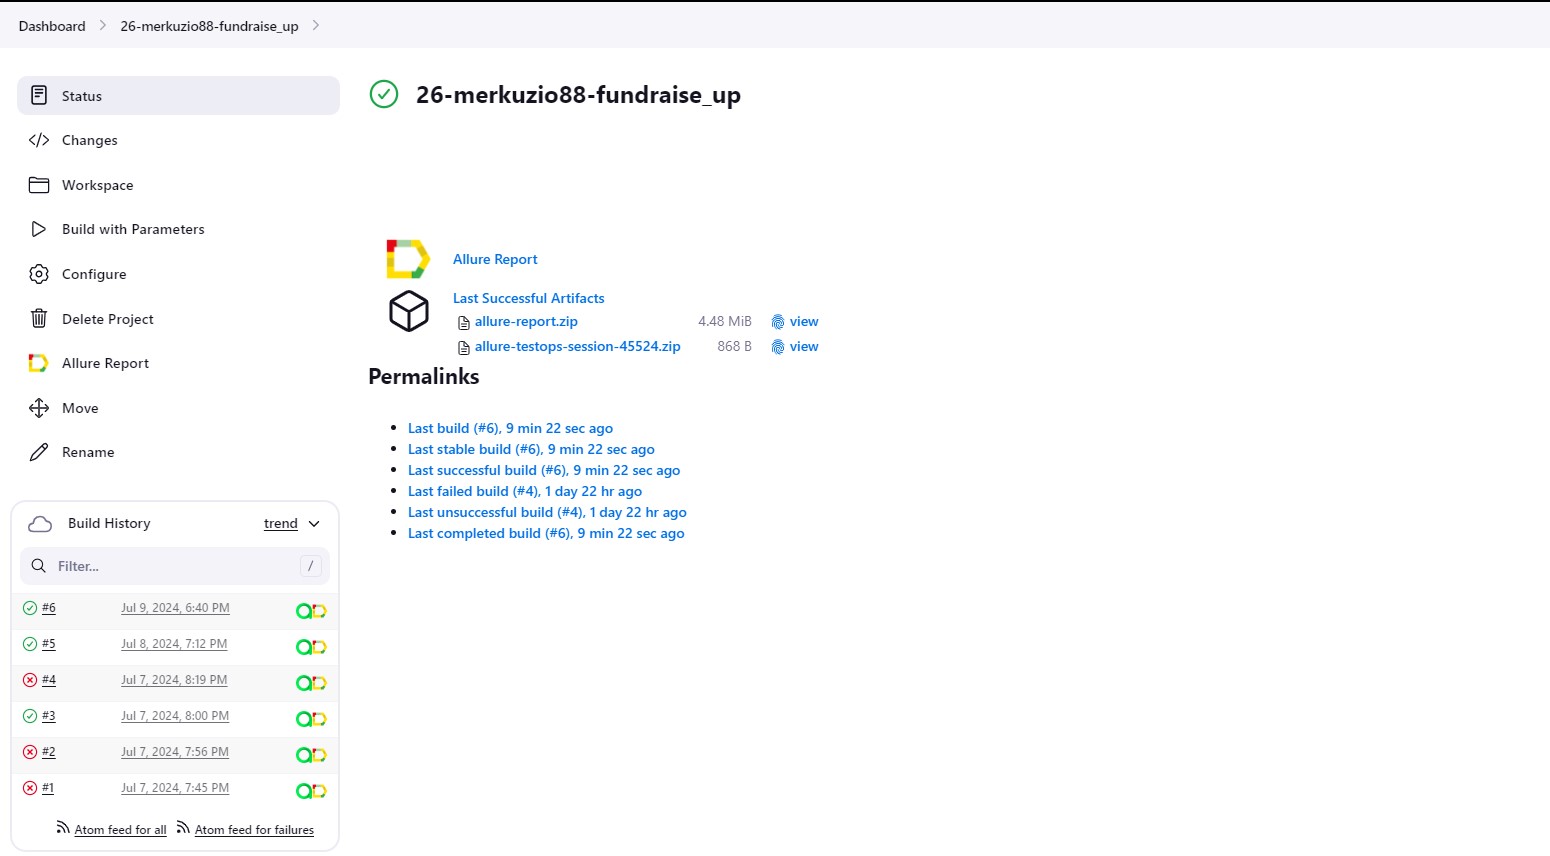 Dashboard
26-merkuzio88-fundraise_up
Status
Changes
Workspace
Build with Parameters
Configure
Delete Project
Allure Report
Move
Rename
Build History
trend
Filter...
/
#6 Jul 9, 2024, 6:40 PM
#5 Jul 8, 2024, 7:12 PM
#4 Jul 7, 2024, 8:19 PM
#3 Jul 7, 2024, 8:00 PM
#2 Jul 7, 2024, 7:56 PM
#1 Jul 7, 2024, 7:45 PM
Atom feed for all Atom feed for failures
26-merkuzio88-fundraise_up
Allure Report
Last Successful Artifacts
allure-report.zip 4.48 MiB view
allure-testops-session-45524.zip 868 B view
Permalinks
Last build (#6), 9 min 22 sec ago
Last stable build (#6), 9 min 22 sec ago
Last successful build (#6), 9 min 22 sec ago
Last failed build (#4), 1 day 22 hr ago
Last unsuccessful build (#4), 1 day 22 hr ago
Last completed build (#6), 9 min 22 sec ago